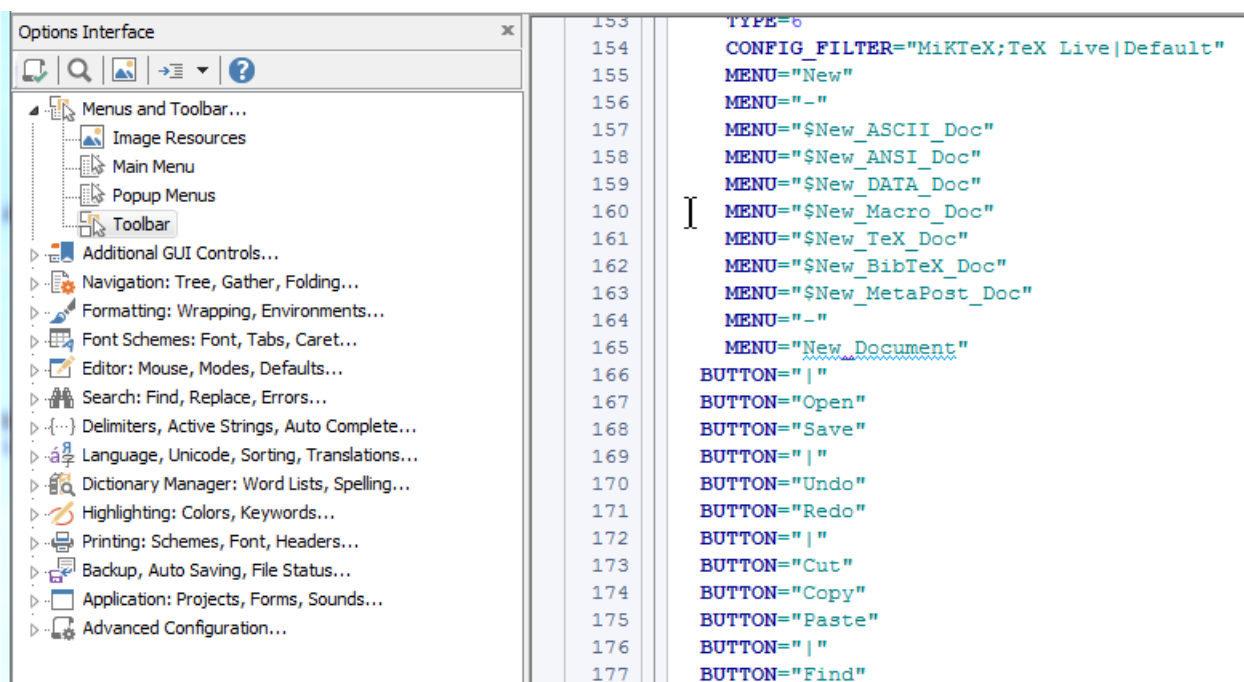 Options Interface
Menus and Toolbar...
Image Resources
Main Menu
Popup Menus
Toolbar
Additional GUI Controls...
Navigation: Tree, Gather, Folding...
Formatting: Wrapping, Environments...
Font Schemes: Font, Tabs, Caret...
Editor: Mouse, Modes, Defaults...
Search: Find, Replace, Errors...
Delimiters, Active Strings, Auto Complete...
Language, Unicode, Sorting, Translations...
Dictionary Manager: Word Lists, Spelling...
Highlighting: Colors, Keywords...
Printing: Schemes, Font, Headers...
Backup, Auto Saving, File Status...
Application: Projects, Forms, Sounds...
Advanced Configuration...
153 TYPE=6
154 CONFIG_FILTER="MiKTeX;TeX Live|Default"
155 MENU="New"
156 MENU="-"
157 MENU="$New_ASCII_Doc"
158 MENU="$New_ANSI_Doc"
159 MENU="$New_DATA_Doc"
160 MENU="$New_Macro_Doc"
161 MENU="$New_TeX_Doc"
162 MENU="$New_BibTeX_Doc"
163 MENU="$New_MetaPost_Doc"
164 MENU="-"
165 MENU="New_Document"
166 BUTTON="|"
167 BUTTON="Open"
168 BUTTON="Save"
169 BUTTON="|"
170 BUTTON="Undo"
171 BUTTON="Redo"
172 BUTTON="|"
173 BUTTON="Cut"
174 BUTTON="Copy"
175 BUTTON="Paste"
176 BUTTON="|"
177 BUTTON="Find"